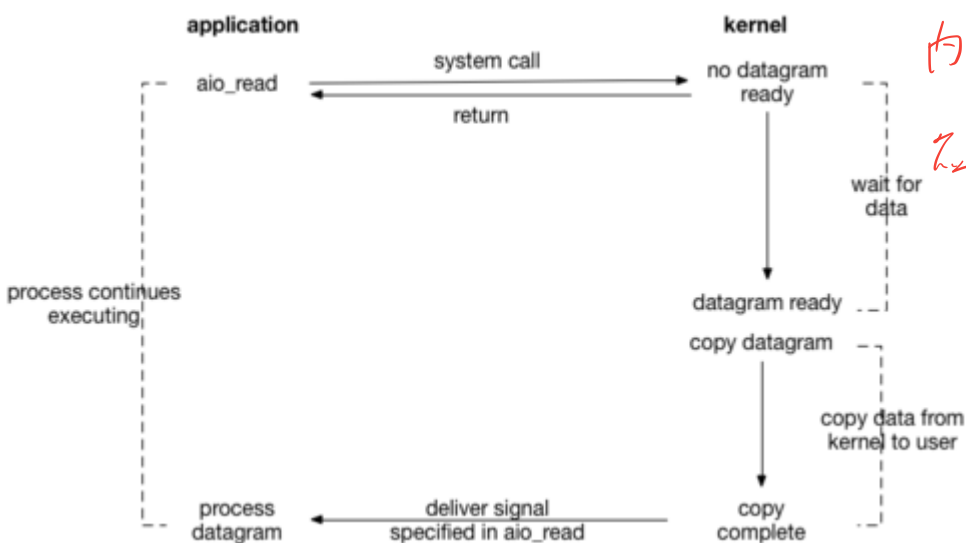 application
kernel
system call
aio_read
no datagram
ready
return
内
wait for
data
process continues
executing
datagram ready
copy datagram
copy data from
kernel to user
process
datagram
deliver signal
specified in aio_read
copy
complete